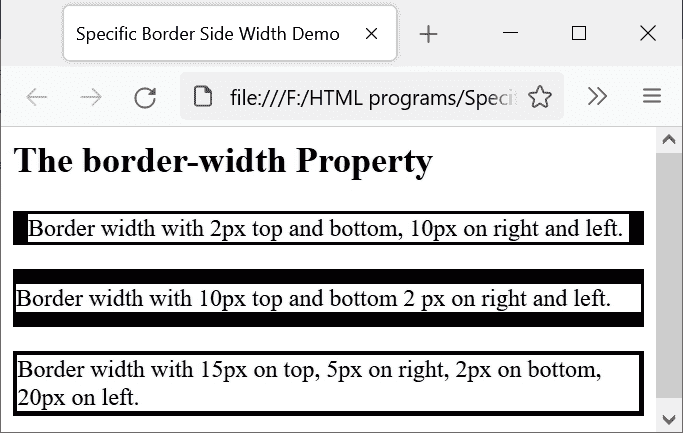 Specific Border Side Width Demo
file:///F:/HTML programs/Speci
The border-width Property
Border width with 2px top and bottom, 10px on right and left.
Border width with 10px top and bottom 2 px on right and left.
Border width with 15px on top, 5px on right, 2px on bottom,
20px on left.